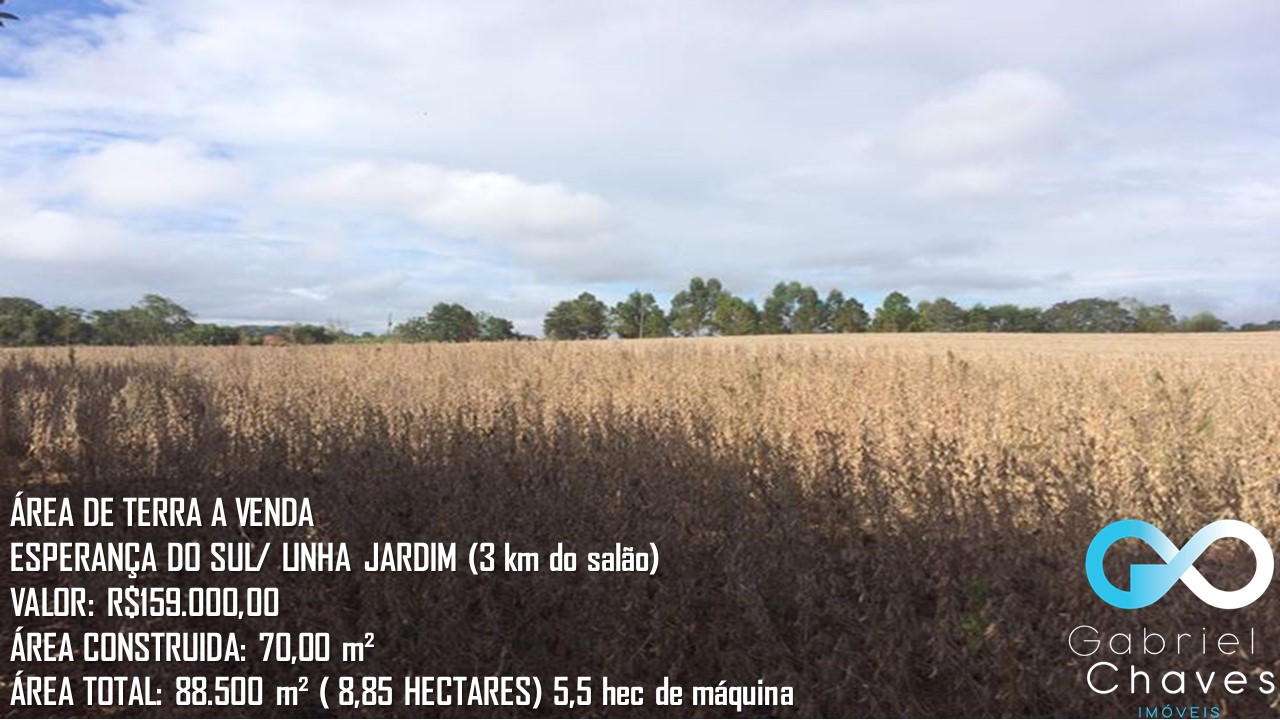 ÁREA DE TERRA A VENDA
ESPERANÇA DO SUL/ LINHA JARDIM (3 km do salão)
VALOR: R$159.000,00
ÁREA CONSTRUIDA: 70,00 m²
ÁREA TOTAL: 88.500 m² ( 8,85 HECTARES) 5,5 hec de máquina
Gabriel
Chaves
IMÓVEIS